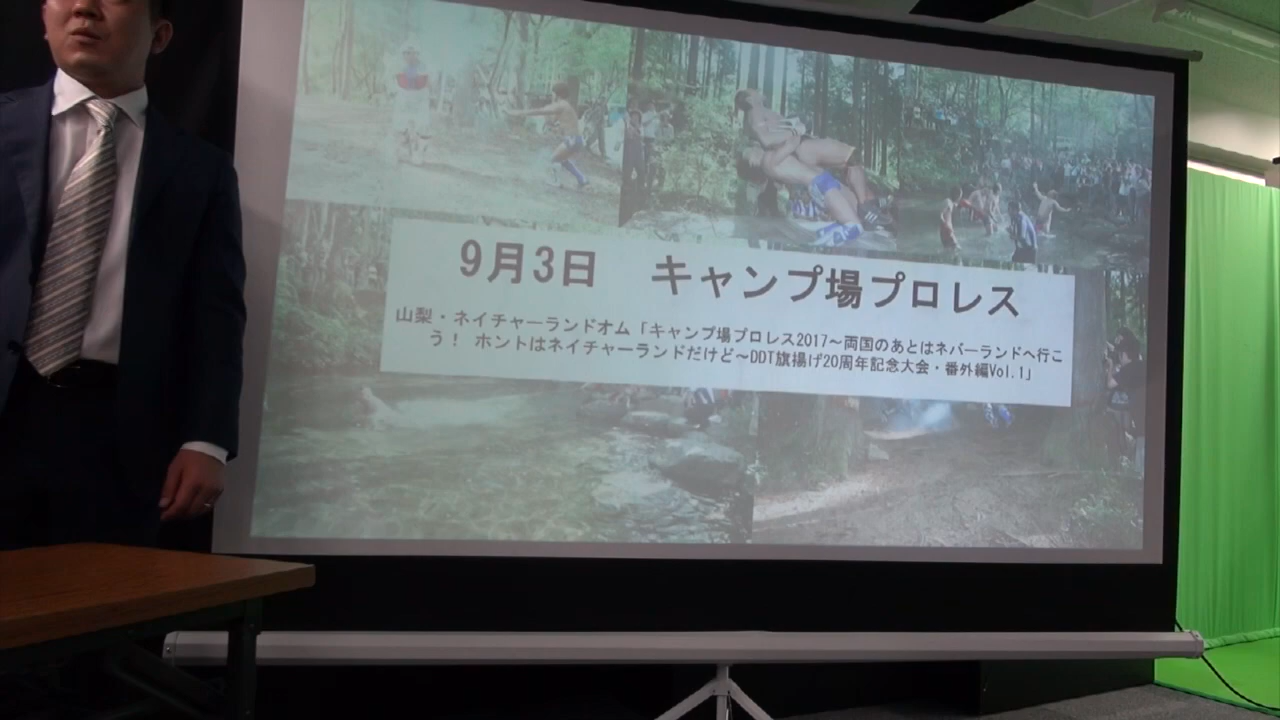 9月3日 キャンプ場プロレス
山梨・ネイチャーランドオム「キャンプ場プロレス2017～両国のあとはネバーランドへ行こ
う！ ホントはネイチャーランドだけど～DDT旗揚げ20周年記念大会・番外編Vol.1」